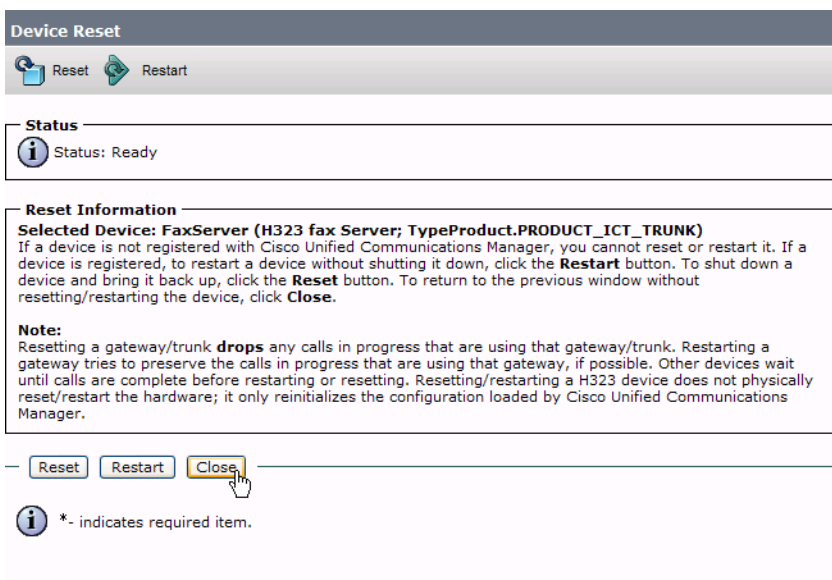 Device Reset
Reset Restart
Status
Status: Ready
Reset Information
Selected Device: FaxServer (H323 fax Server; TypeProduct.PRODUCT_ICT_TRUNK)
If a device is not registered with Cisco Unified Communications Manager, you cannot reset or restart it. If a
device is registered, to restart a device without shutting it down, click the Restart button. To shut down a
device and bring it back up, click the Reset button. To return to the previous window without
resetting/restarting the device, click Close.
Note:
Resetting a gateway/trunk drops any calls in progress that are using that gateway/trunk. Restarting a
gateway tries to preserve the calls in progress that are using that gateway, if possible. Other devices wait
until calls are complete before restarting or resetting. Resetting/restarting a H323 device does not physically
reset/restart the hardware; it only reinitializes the configuration loaded by Cisco Unified Communications
Manager.
Reset Restart Close
i *- indicates required item.